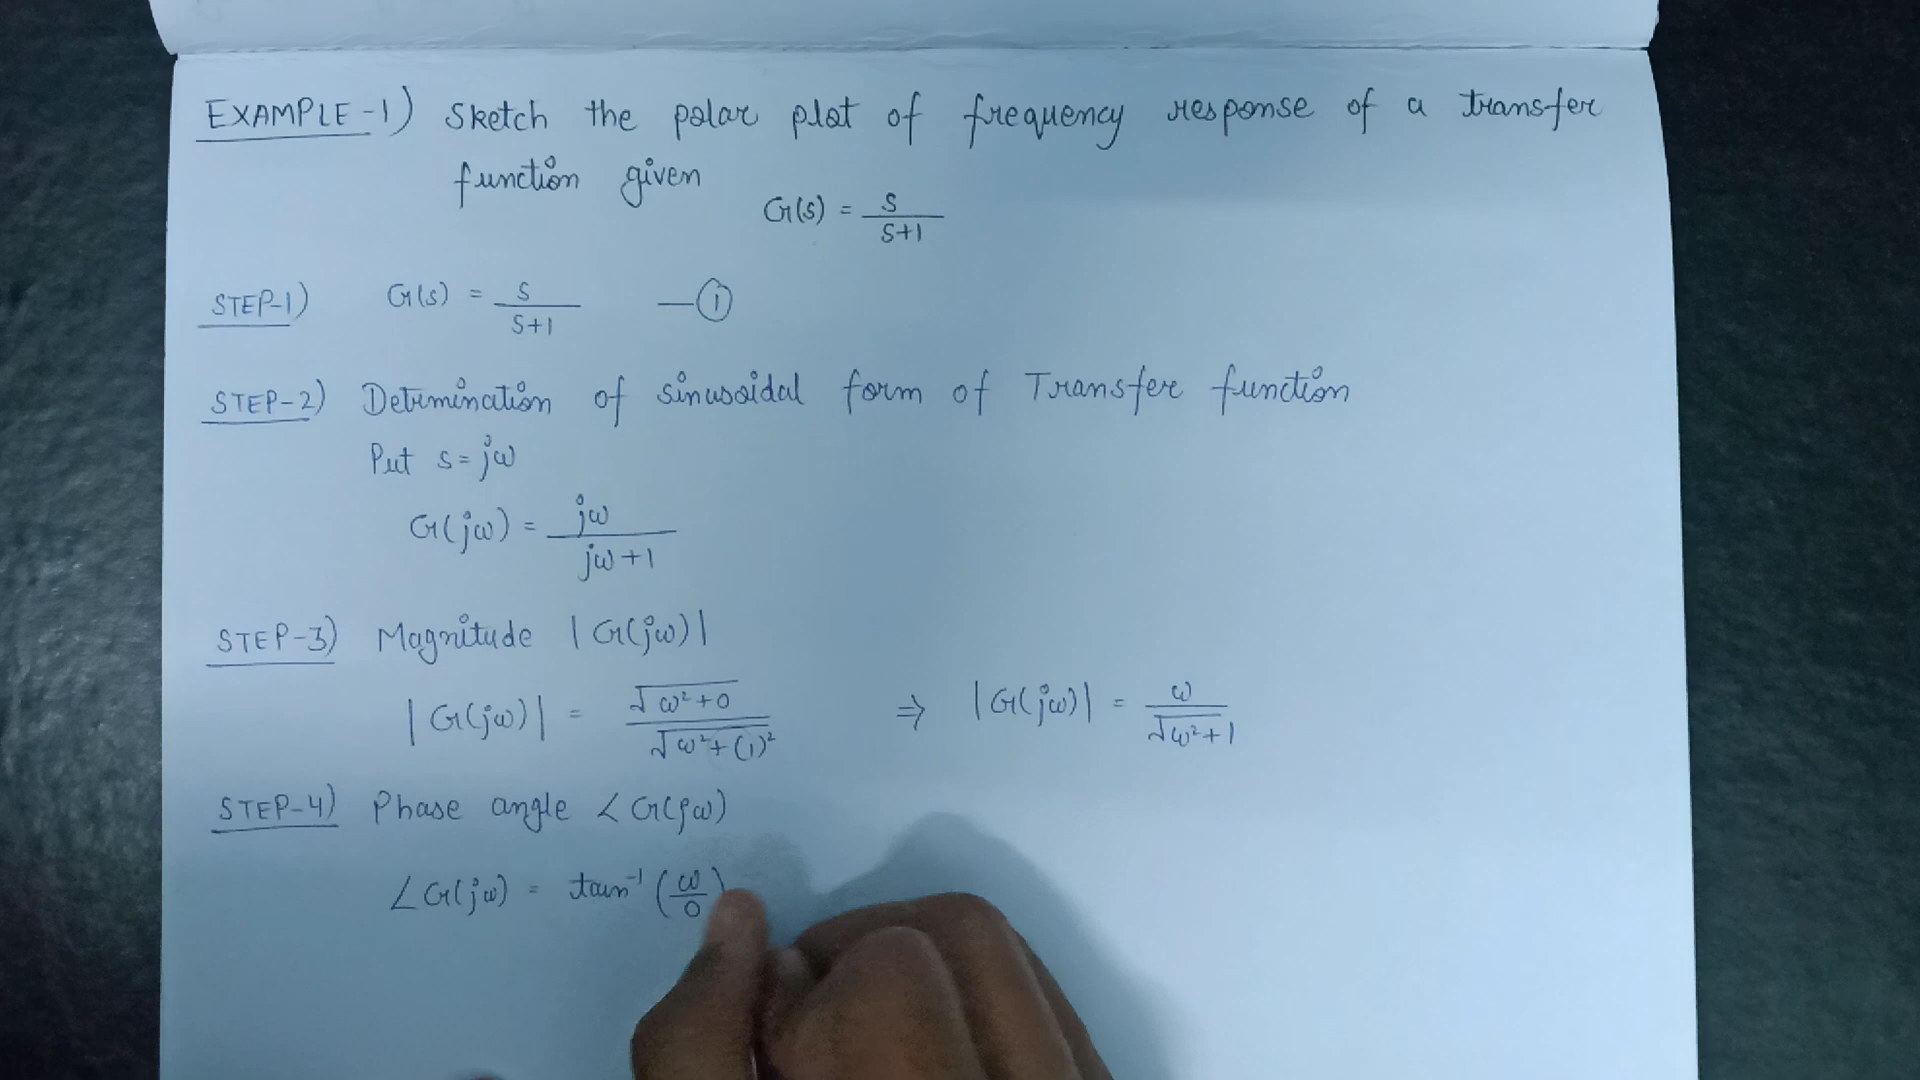 EXAMPLE-1) Sketch the polar plot of frequency response of a transfer
function given
G(s) = s/(s+1)
STEP-1) G(s) = s/(s+1) —①
STEP-2) Detrmination of sinusoidal form of Transfer function
Put s=jω
G(jω) = jω/(jω+1)
STEP-3) Magnitude |G(jω)|
|G(jω)| = √(ω²+0)/√(ω²+(1)²) ⇒ |G(jω)| = ω/√(ω²+1)
STEP-4) Phase angle ∠G(jω)
∠G(jω) = tan⁻¹(ω/0)